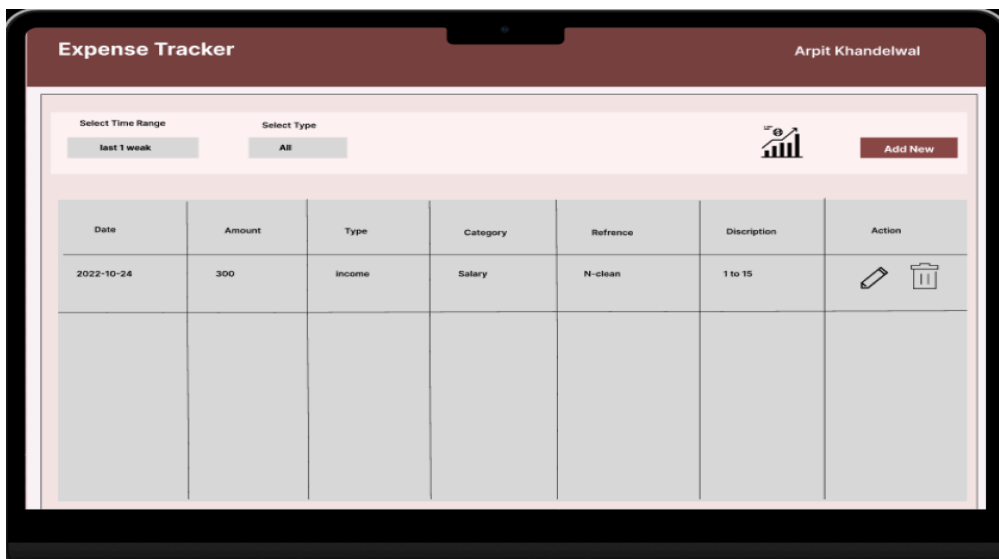 Expense Tracker Arpit Khandelwal
Select Time Range Select Type
last 1 weak All Add New
Date Amount Type Category Refrence Discription Action
2022-10-24 300 income Salary N-clean 1 to 15